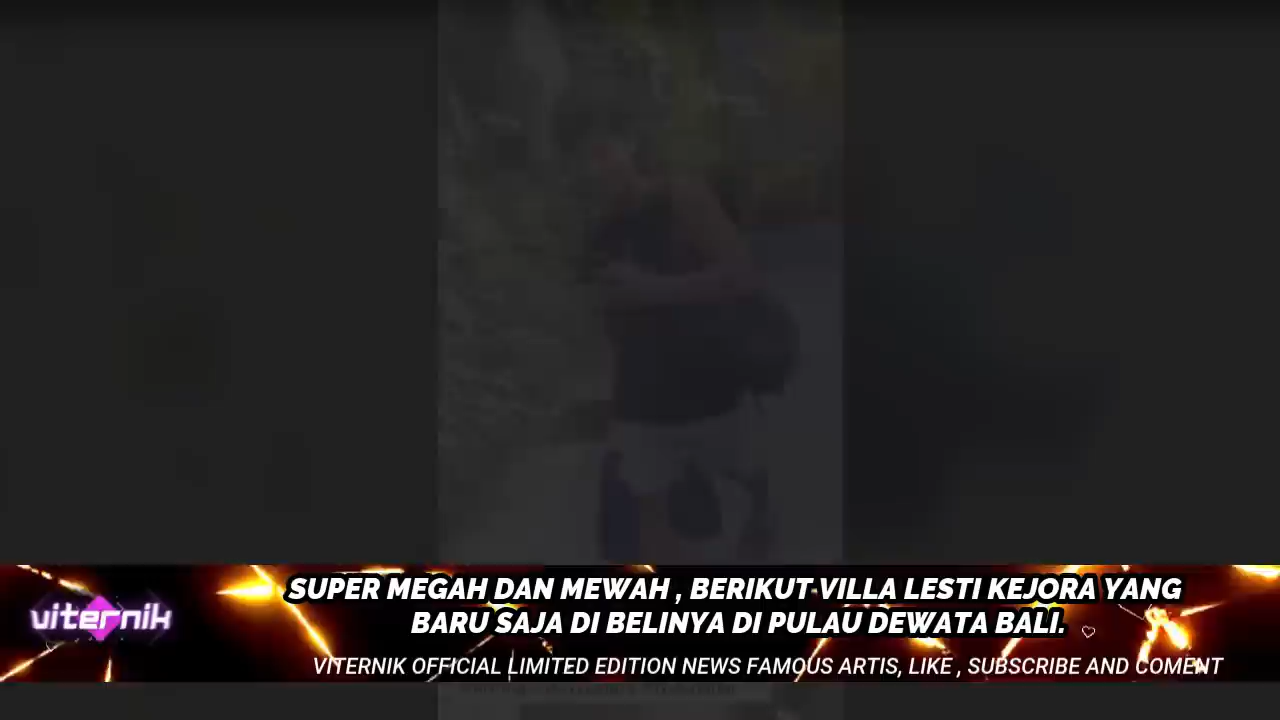 viternik
SUPER MEGAH DAN MEWAH , BERIKUT VILLA LESTI KEJORA YANG
BARU SAJA DI BELINYA DI PULAU DEWATA BALI.
VITERNIK OFFICIAL LIMITED EDITION NEWS FAMOUS ARTIS, LIKE , SUBSCRIBE AND COMENT